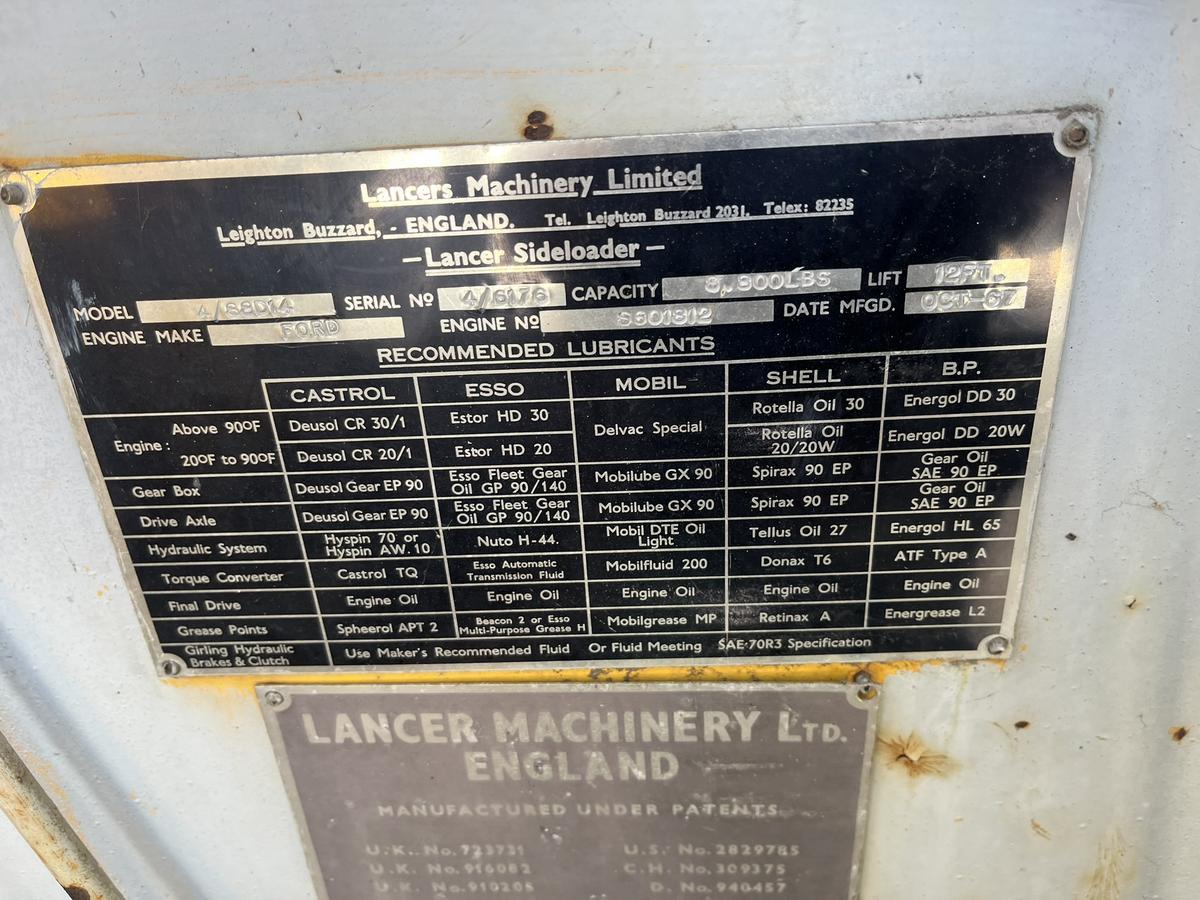 Lancers Machinery Limited
Leighton Buzzard, - ENGLAND. Tel. Leighton Buzzard 2031. Telex: 82235
— Lancer Sideloader —
MODEL 4/88D14 SERIAL Nº 4/6176 CAPACITY 8,800LBS LIFT 12FT.
ENGINE MAKE FORD ENGINE Nº S601812 DATE MFGD. OCT-67
RECOMMENDED LUBRICANTS
CASTROL ESSO MOBIL SHELL B.P.
Engine: Above 90ºF Deusol CR 30/1 Estor HD 30 Delvac Special Rotella Oil 30 Energol DD 30
20ºF to 90ºF Deusol CR 20/1 Estor HD 20 Rotella Oil 20/20W Energol DD 20W
Gear Box Deusol Gear EP 90 Esso Fleet Gear Oil GP 90/140 Mobilube GX 90 Spirax 90 EP Gear Oil SAE 90 EP
Drive Axle Deusol Gear EP 90 Esso Fleet Gear Oil GP 90/140 Mobilube GX 90 Spirax 90 EP Gear Oil SAE 90 EP
Hydraulic System Hyspin 70 or Hyspin AW.10 Nuto H-44. Mobil DTE Oil Light Tellus Oil 27 Energol HL 65
Torque Converter Castrol TQ Esso Automatic Transmission Fluid Mobilfluid 200 Donax T6 ATF Type A
Final Drive Engine Oil Engine Oil Engine Oil Engine Oil Engine Oil
Grease Points Spheerol APT 2 Beacon 2 or Esso Multi-Purpose Grease H Mobilgrease MP Retinax A Energrease L2
Girling Hydraulic Brakes & Clutch Use Maker's Recommended Fluid Or Fluid Meeting SAE·70R3 Specification
LANCER MACHINERY LTD.
ENGLAND
MANUFACTURED UNDER PATENTS
U.K. No. 723731 U.S. No. 2829785
U.K. No. 916082 C.H. No. 309375
U.K. No. 910205 D. No. 940457